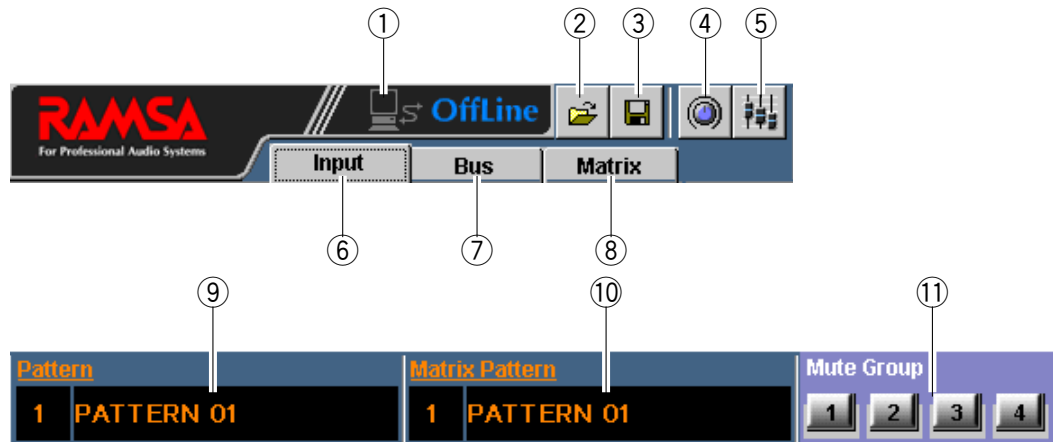 ① ② ③ ④ ⑤
RAMSA
For Professional Audio Systems
OffLine
Input Bus Matrix
⑥ ⑦ ⑧
⑨ ⑩ ⑪
Pattern Matrix Pattern Mute Group
1 PATTERN 01 1 PATTERN 01 1 2 3 4